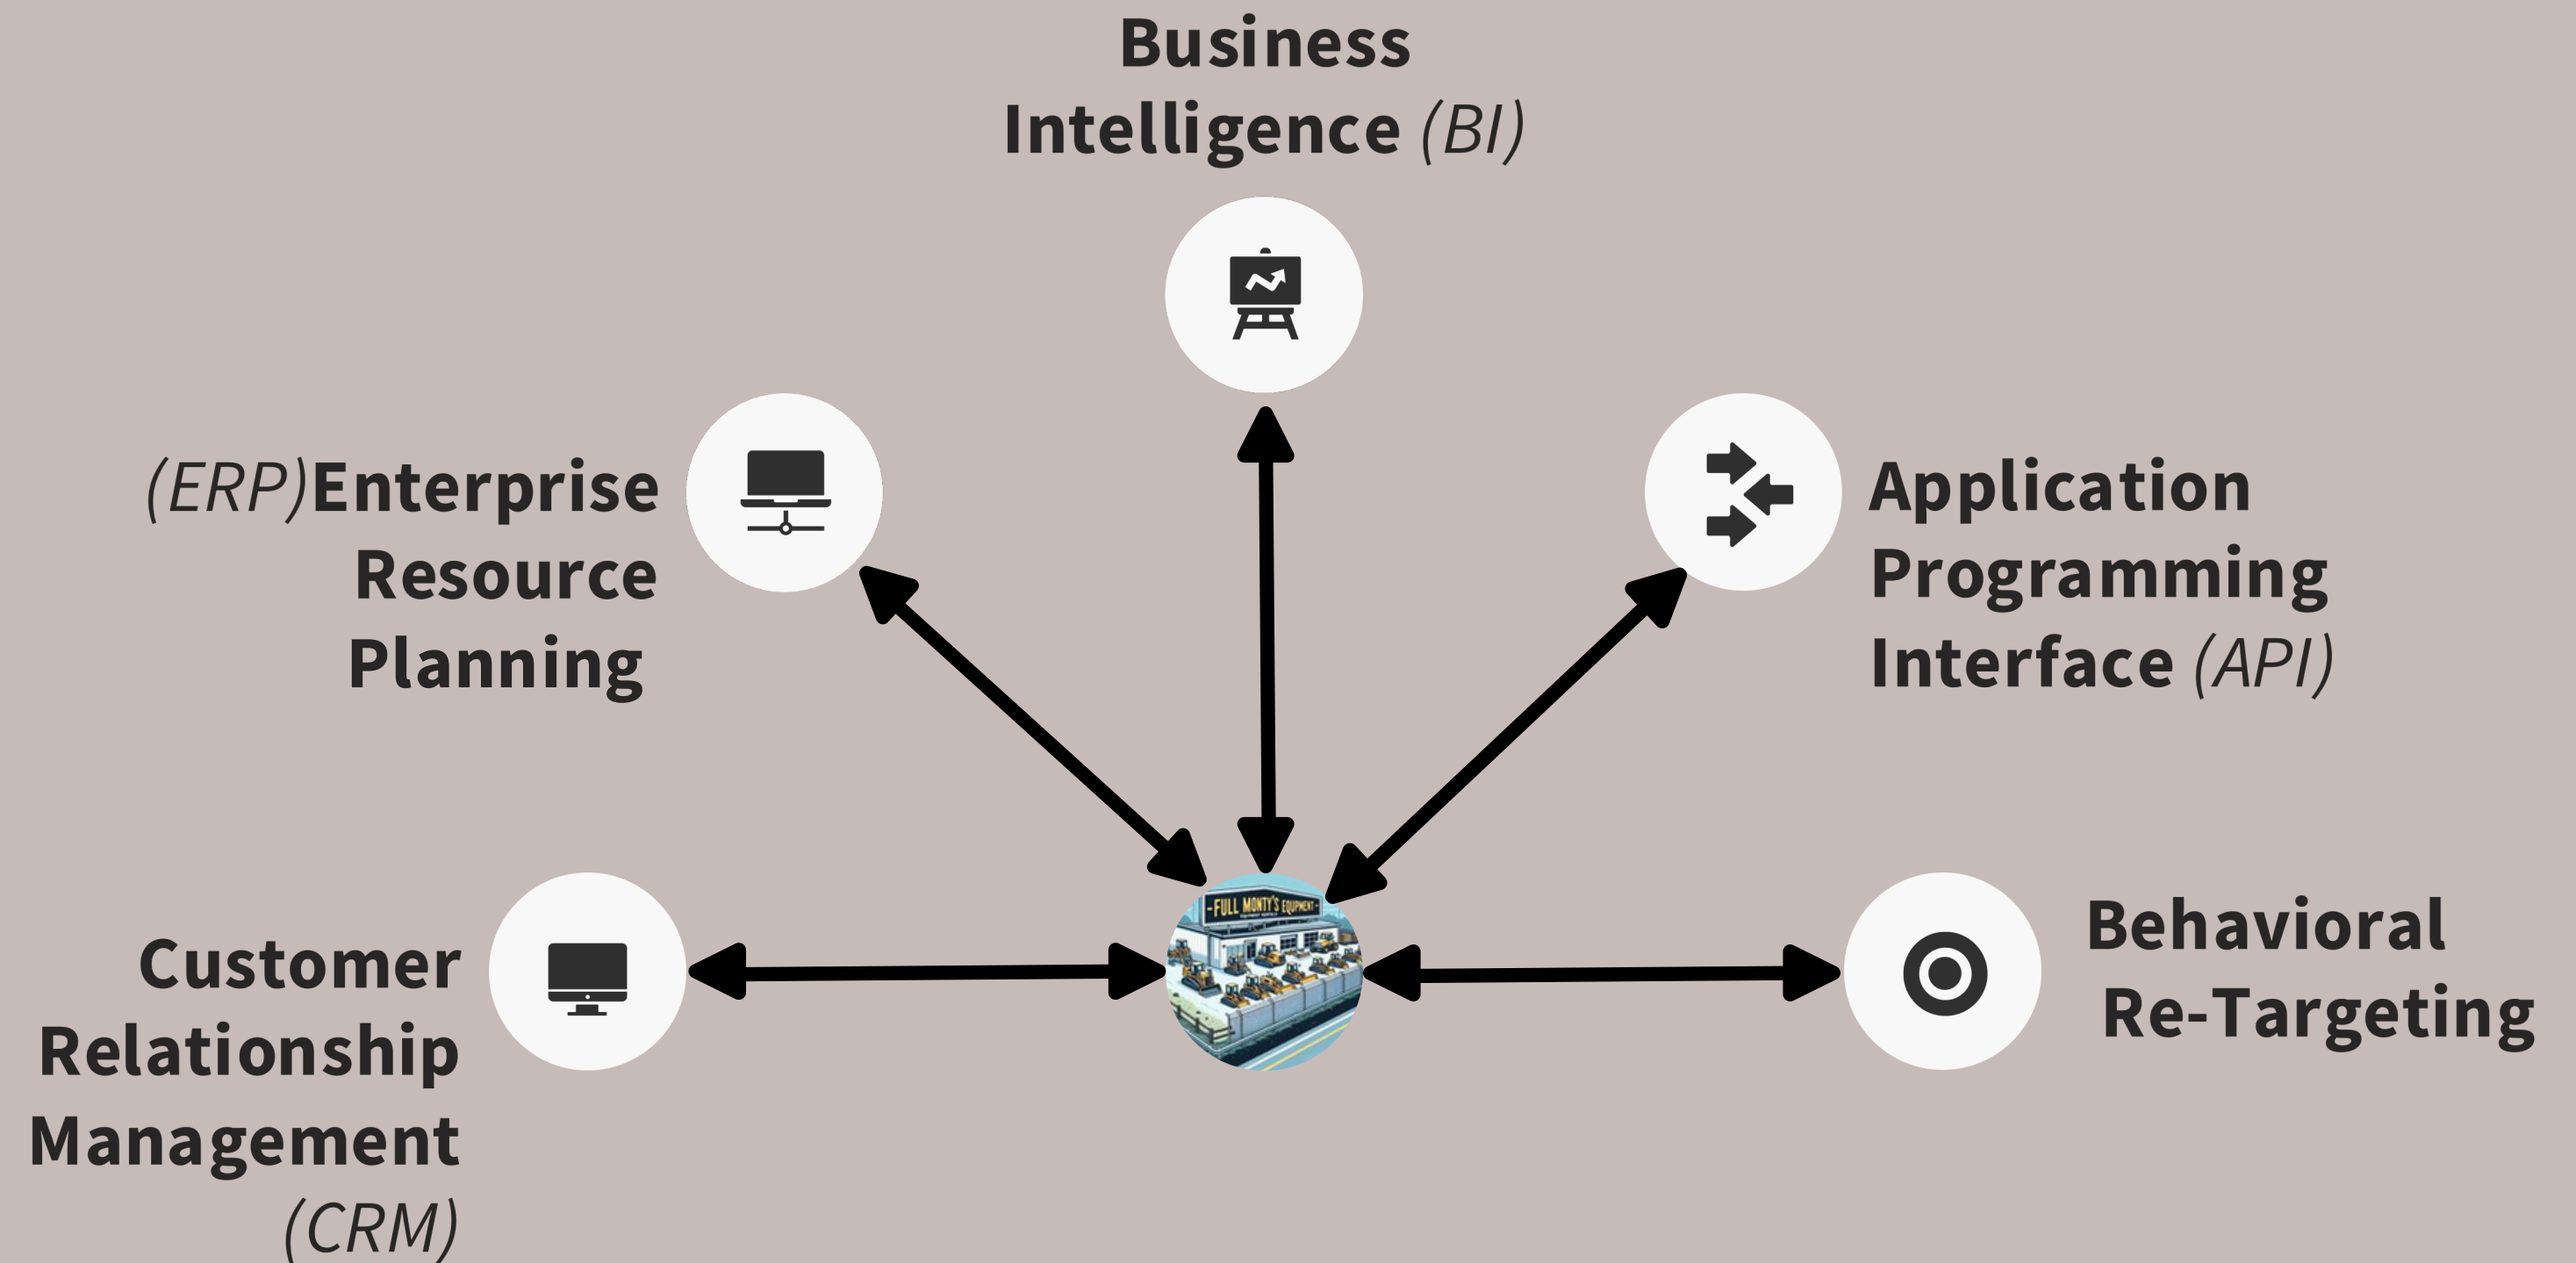 Business
Intelligence (BI)
(ERP)Enterprise
Resource
Planning
Application
Programming
Interface (API)
Customer
Relationship
Management
(CRM)
-FULL MONTY'S EQUIPMENT-
Behavioral
Re-Targeting